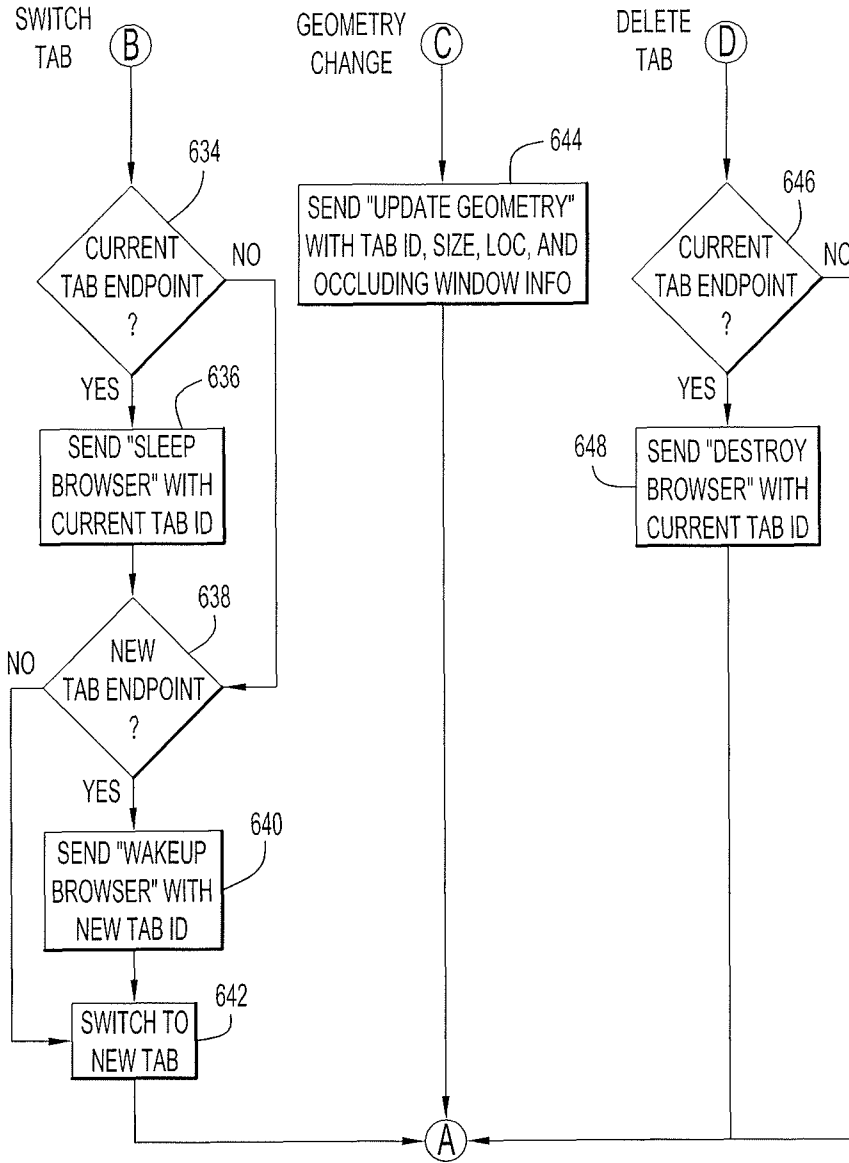 SWITCH
TAB
B
634
CURRENT
TAB ENDPOINT
?
NO
YES
636
SEND "SLEEP
BROWSER" WITH
CURRENT TAB ID
638
NEW
TAB ENDPOINT
?
NO
YES
640
SEND "WAKEUP
BROWSER" WITH
NEW TAB ID
642
SWITCH TO
NEW TAB
GEOMETRY
CHANGE
C
644
SEND "UPDATE GEOMETRY"
WITH TAB ID, SIZE, LOC, AND
OCCLUDING WINDOW INFO
DELETE
TAB
D
646
CURRENT
TAB ENDPOINT
?
NO
YES
648
SEND "DESTROY
BROWSER" WITH
CURRENT TAB ID
A